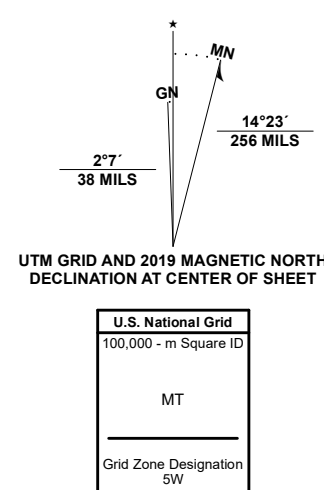 ★
MN
GN
14°23´
256 MILS
2°7´
38 MILS
UTM GRID AND 2019 MAGNETIC NORTH
DECLINATION AT CENTER OF SHEET
U.S. National Grid
100,000 - m Square ID
MT
Grid Zone Designation
5W